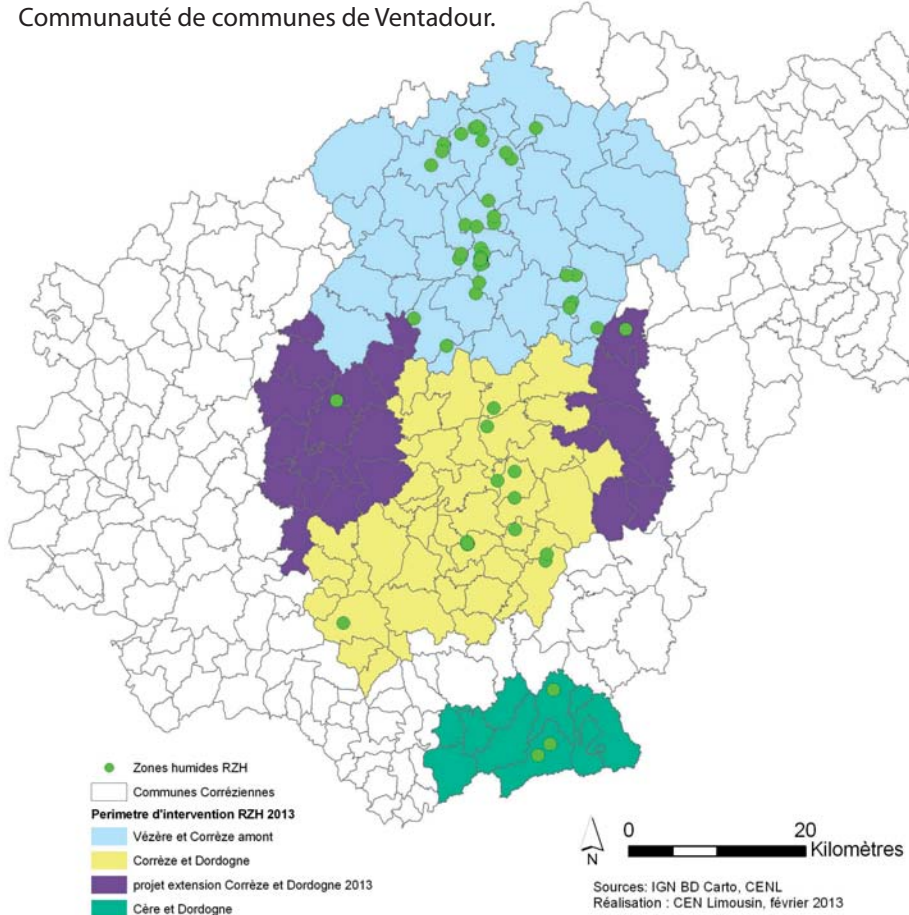 Communauté de communes de Ventadour.
Zones humides RZH
Communes Corréziennes
Perimetre d'intervention RZH 2013
Vézère et Corrèze amont
Corrèze et Dordogne
projet extension Corrèze et Dordogne 2013
Cère et Dordogne
N
0 20
Kilomètres
Sources: IGN BD Carto, CENL
Réalisation : CEN Limousin, février 2013